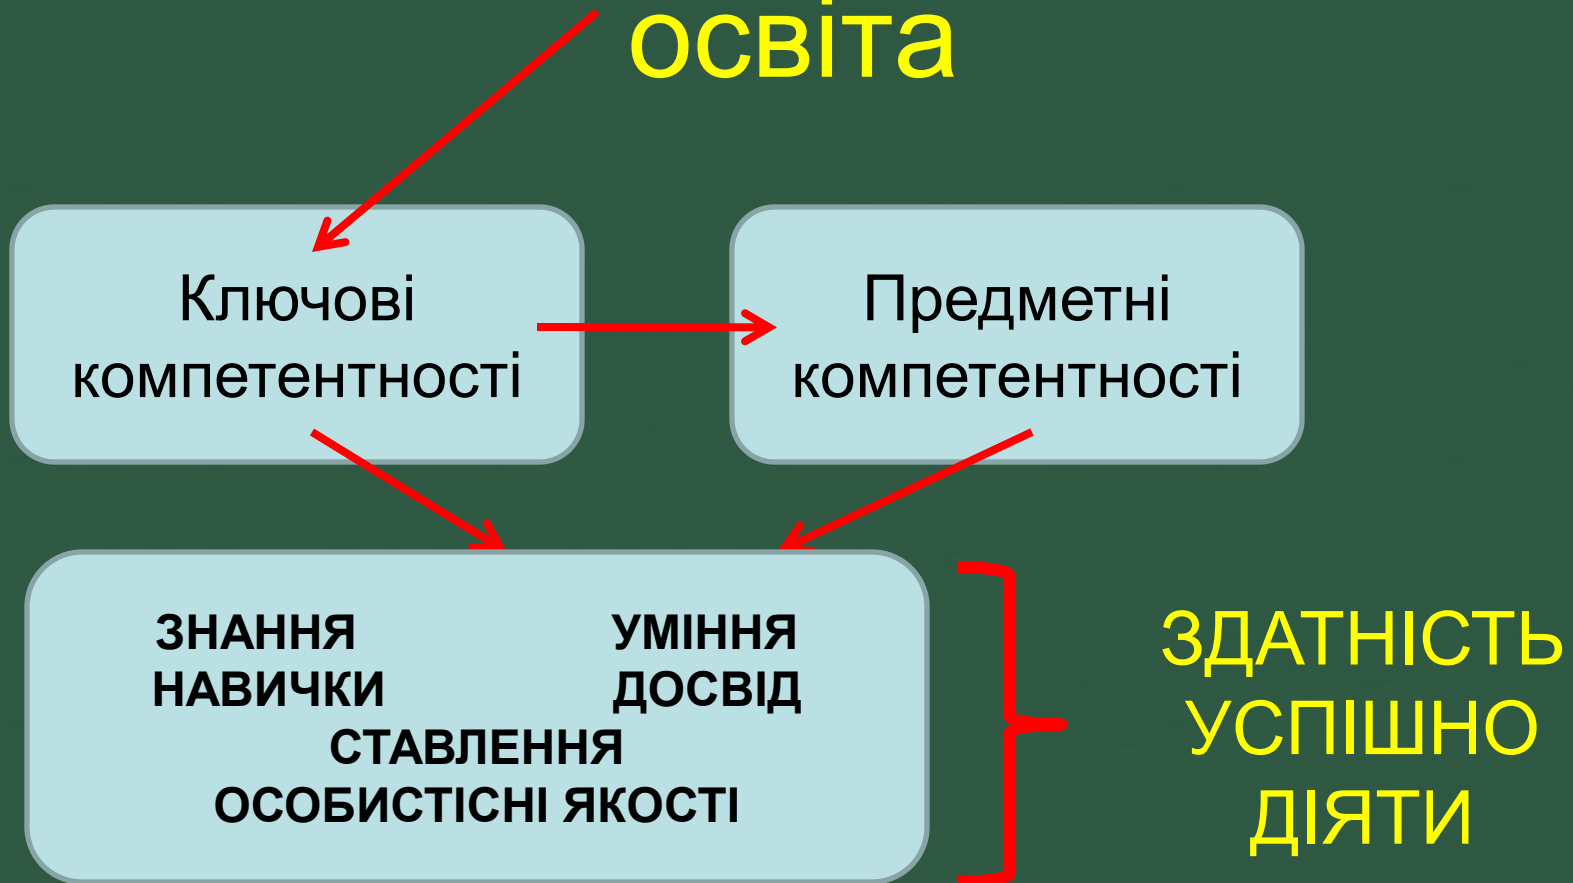 освіта
Ключові
компетентності
Предметні
компетентності
ЗНАННЯ УМІННЯ
НАВИЧКИ ДОСВІД
СТАВЛЕННЯ
ОСОБИСТІСНІ ЯКОСТІ
ЗДАТНІСТЬ
УСПІШНО
ДІЯТИ